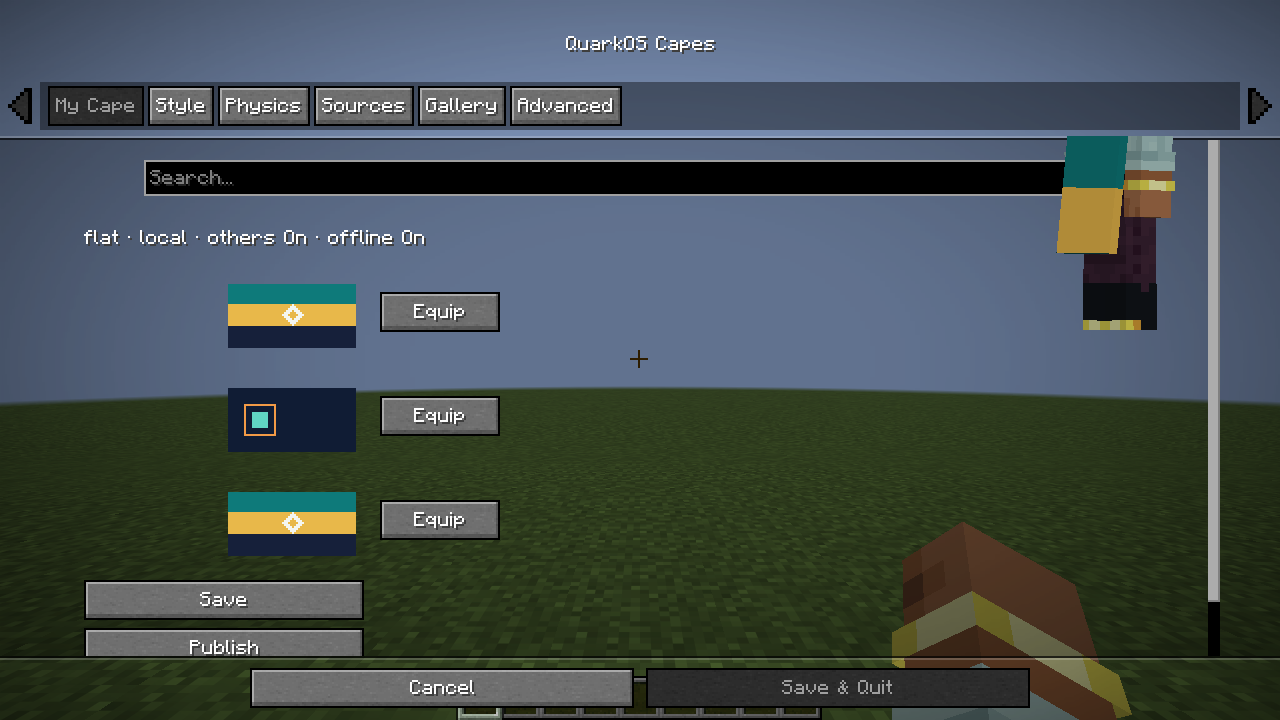 QuarkOS Capes
My Cape Style Physics Sources Gallery Advanced
Search...
flat · local · others On · offline On
Equip
Equip
Equip
Save
Publish
Cancel Save & Quit